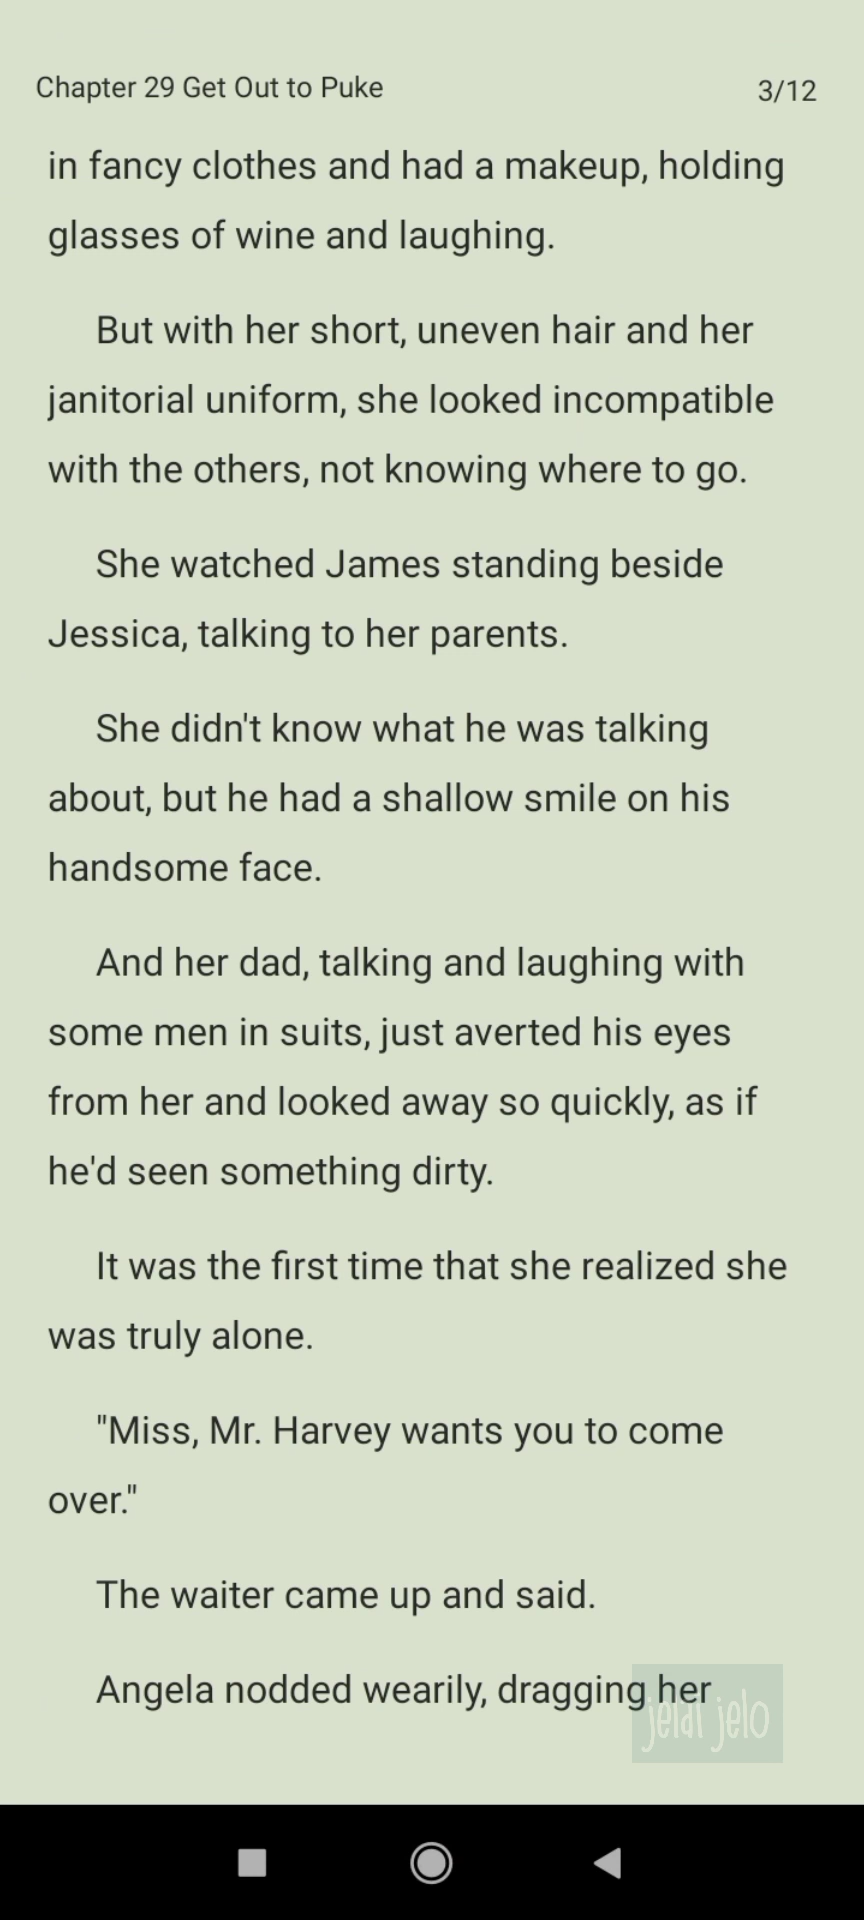 Chapter 29 Get Out to Puke 3/12
in fancy clothes and had a makeup, holding
glasses of wine and laughing.
But with her short, uneven hair and her
janitorial uniform, she looked incompatible
with the others, not knowing where to go.
She watched James standing beside
Jessica, talking to her parents.
She didn't know what he was talking
about, but he had a shallow smile on his
handsome face.
And her dad, talking and laughing with
some men in suits, just averted his eyes
from her and looked away so quickly, as if
he'd seen something dirty.
It was the first time that she realized she
was truly alone.
"Miss, Mr. Harvey wants you to come
over."
The waiter came up and said.
Angela nodded wearily, dragging her
jelai jelo